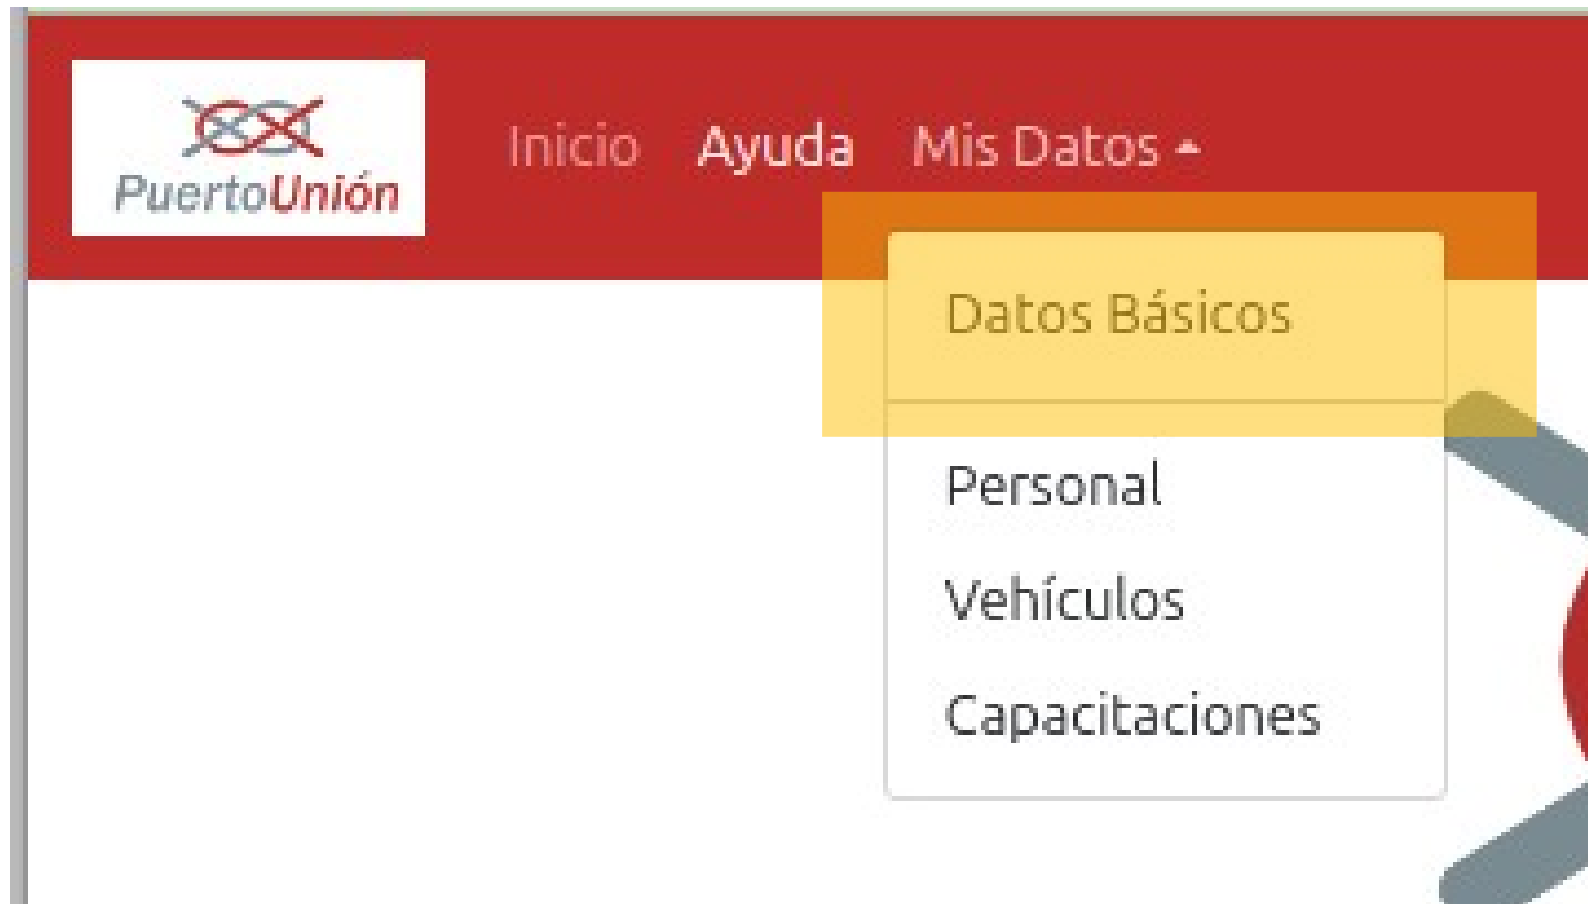 PuertoUnión
Inicio Ayuda Mis Datos
Datos Básicos
Personal
Vehículos
Capacitaciones